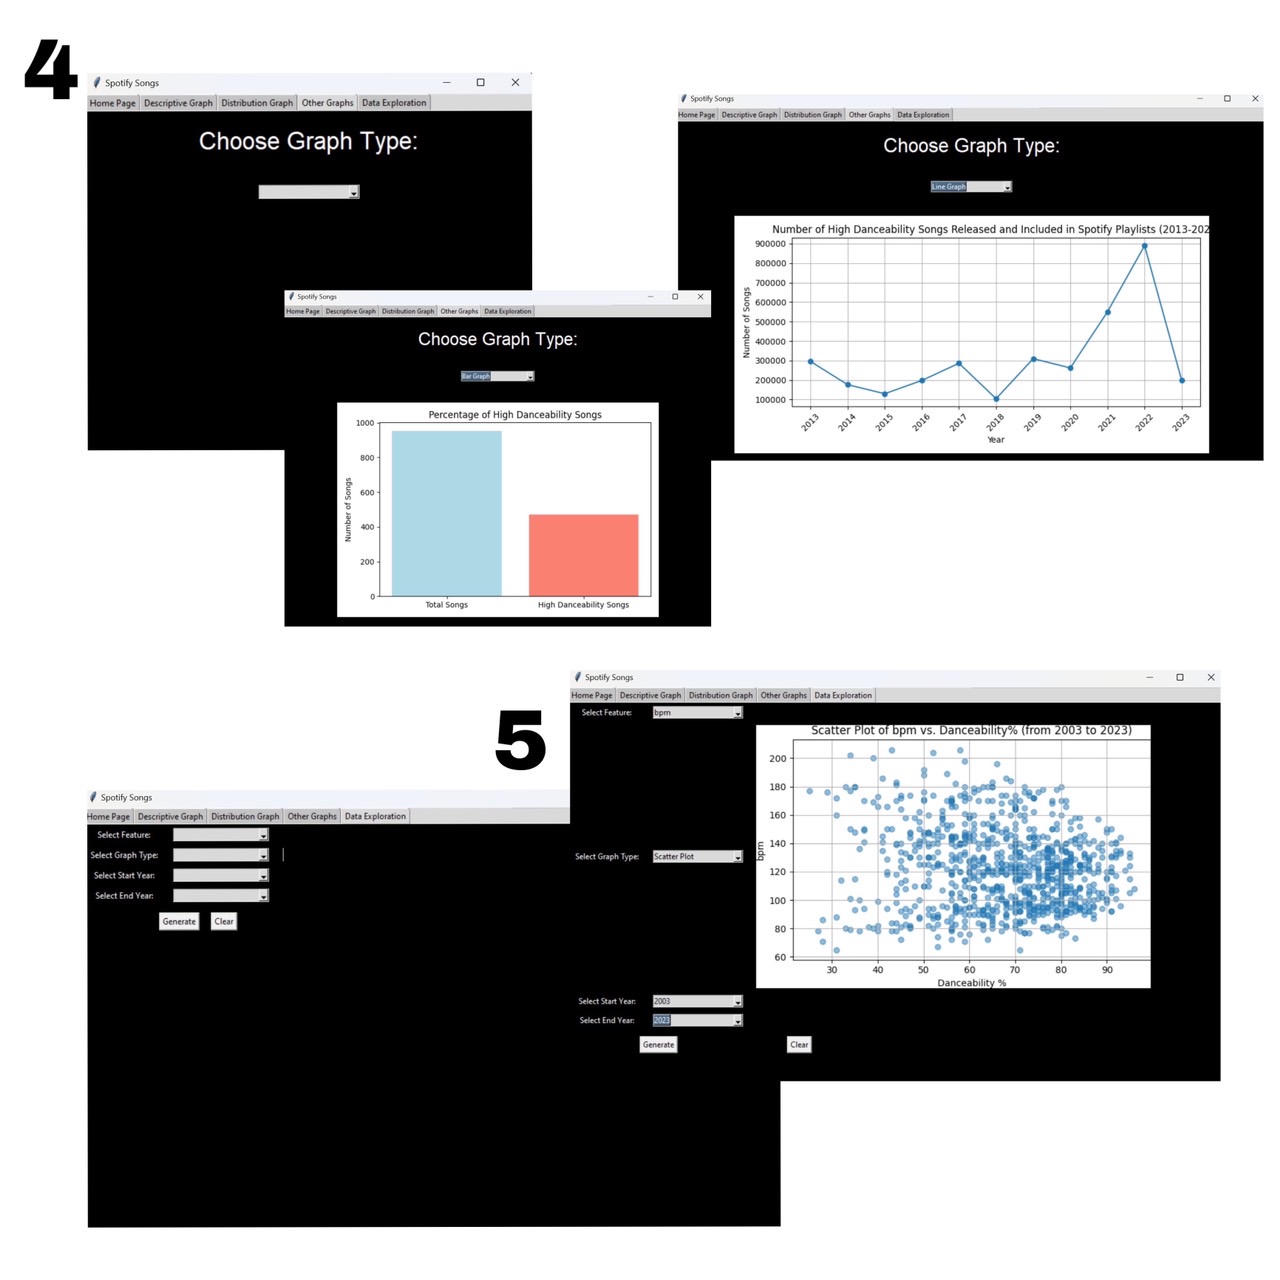 4
Spotify Songs
Home Page Descriptive Graph Distribution Graph Other Graphs Data Exploration
Choose Graph Type:
Spotify Songs
Home Page Descriptive Graph Distribution Graph Other Graphs Data Exploration
Choose Graph Type:
Line Graph
Number of High Danceability Songs Released and Included in Spotify Playlists (2013-202
900000
800000
700000
600000
500000
400000
300000
200000
100000
Number of Songs
2013 2014 2015 2016 2017 2018 2019 2020 2021 2022 2023
Year
Spotify Songs
Home Page Descriptive Graph Distribution Graph Other Graphs Data Exploration
Choose Graph Type:
Bar Graph
Percentage of High Danceability Songs
1000
800
600
400
200
0
Number of Songs
Total Songs High Danceability Songs
5
Spotify Songs
Home Page Descriptive Graph Distribution Graph Other Graphs Data Exploration
Select Feature:
Select Graph Type:
Select Start Year:
Select End Year:
Generate Clear
Spotify Songs
Home Page Descriptive Graph Distribution Graph Other Graphs Data Exploration
Select Feature: bpm
Scatter Plot of bpm vs. Danceability% (from 2003 to 2023)
200
180
160
140
120
100
80
60
bpm
30 40 50 60 70 80 90
Danceability %
Select Graph Type: Scatter Plot
Select Start Year: 2003
Select End Year: 2023
Generate Clear